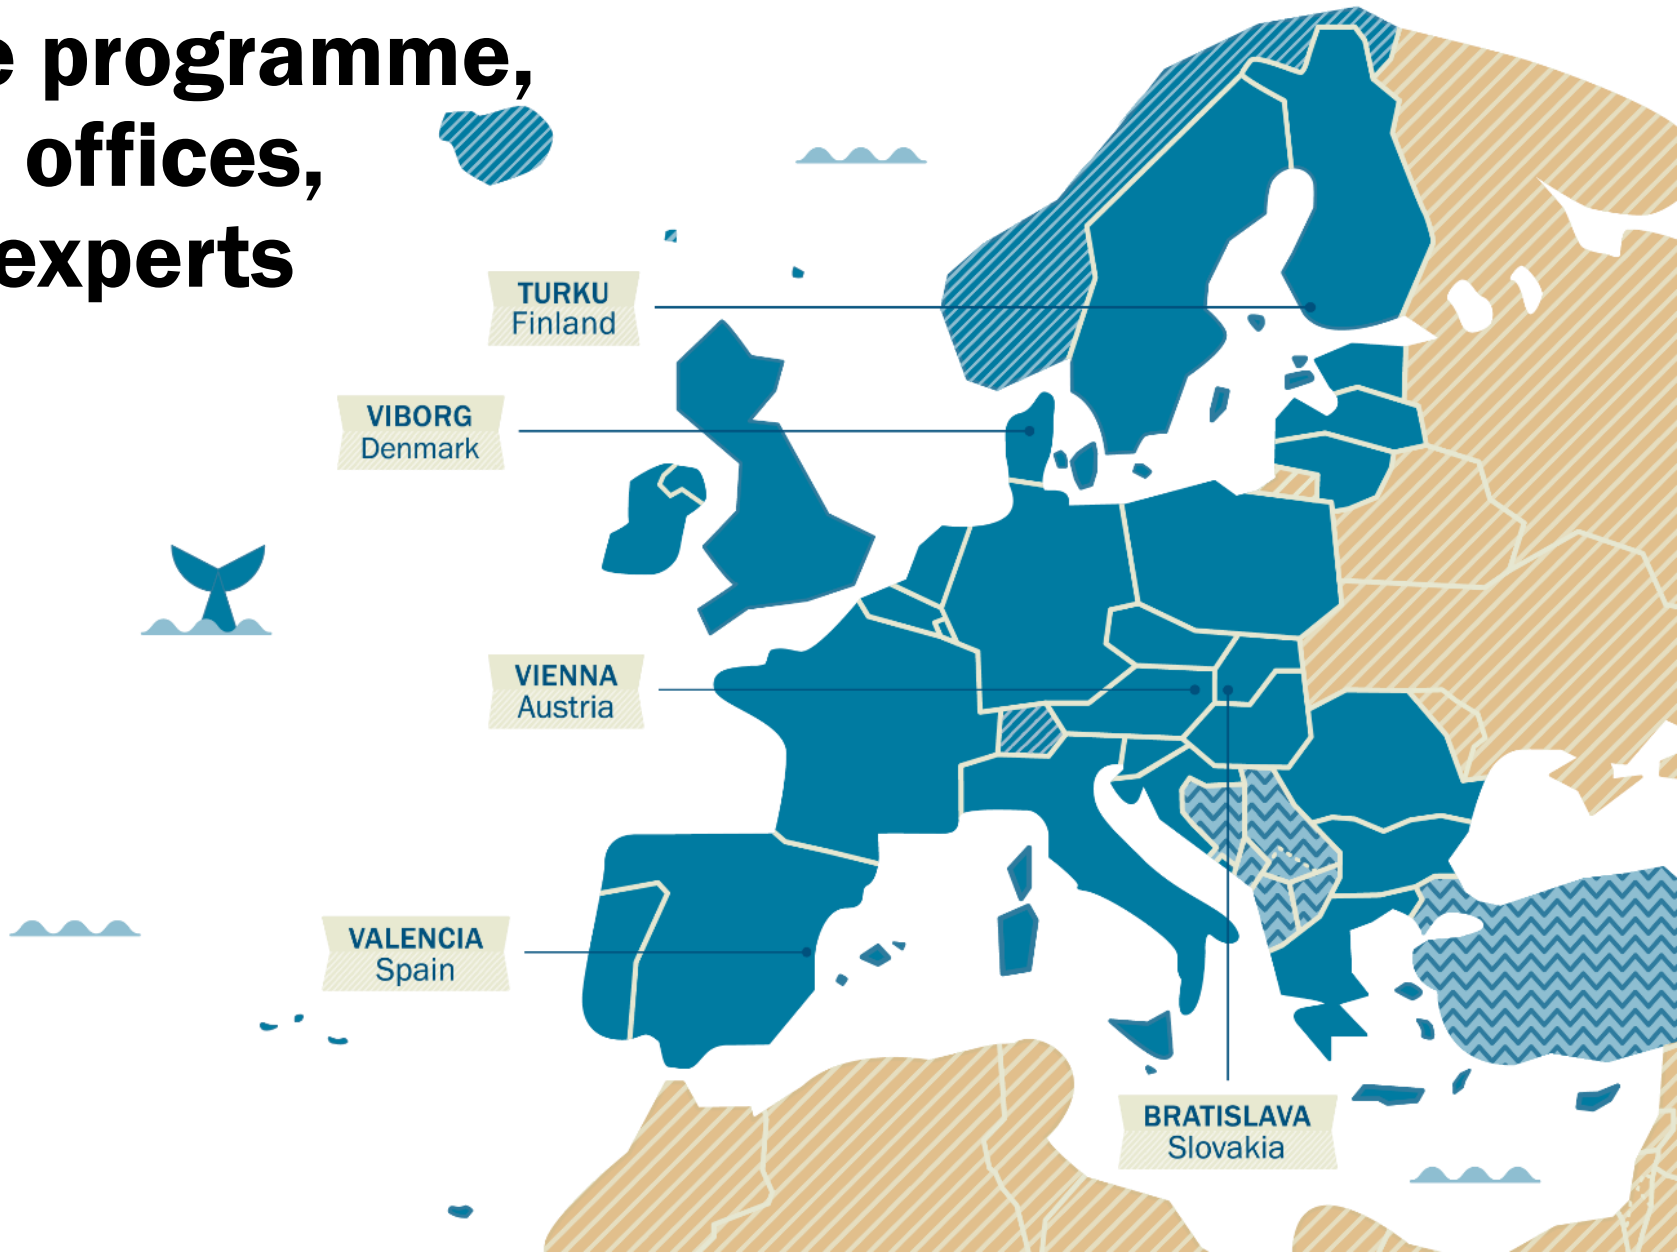 e programme,
offices,
experts
TURKU
Finland
VIBORG
Denmark
VIENNA
Austria
VALENCIA
Spain
BRATISLAVA
Slovakia